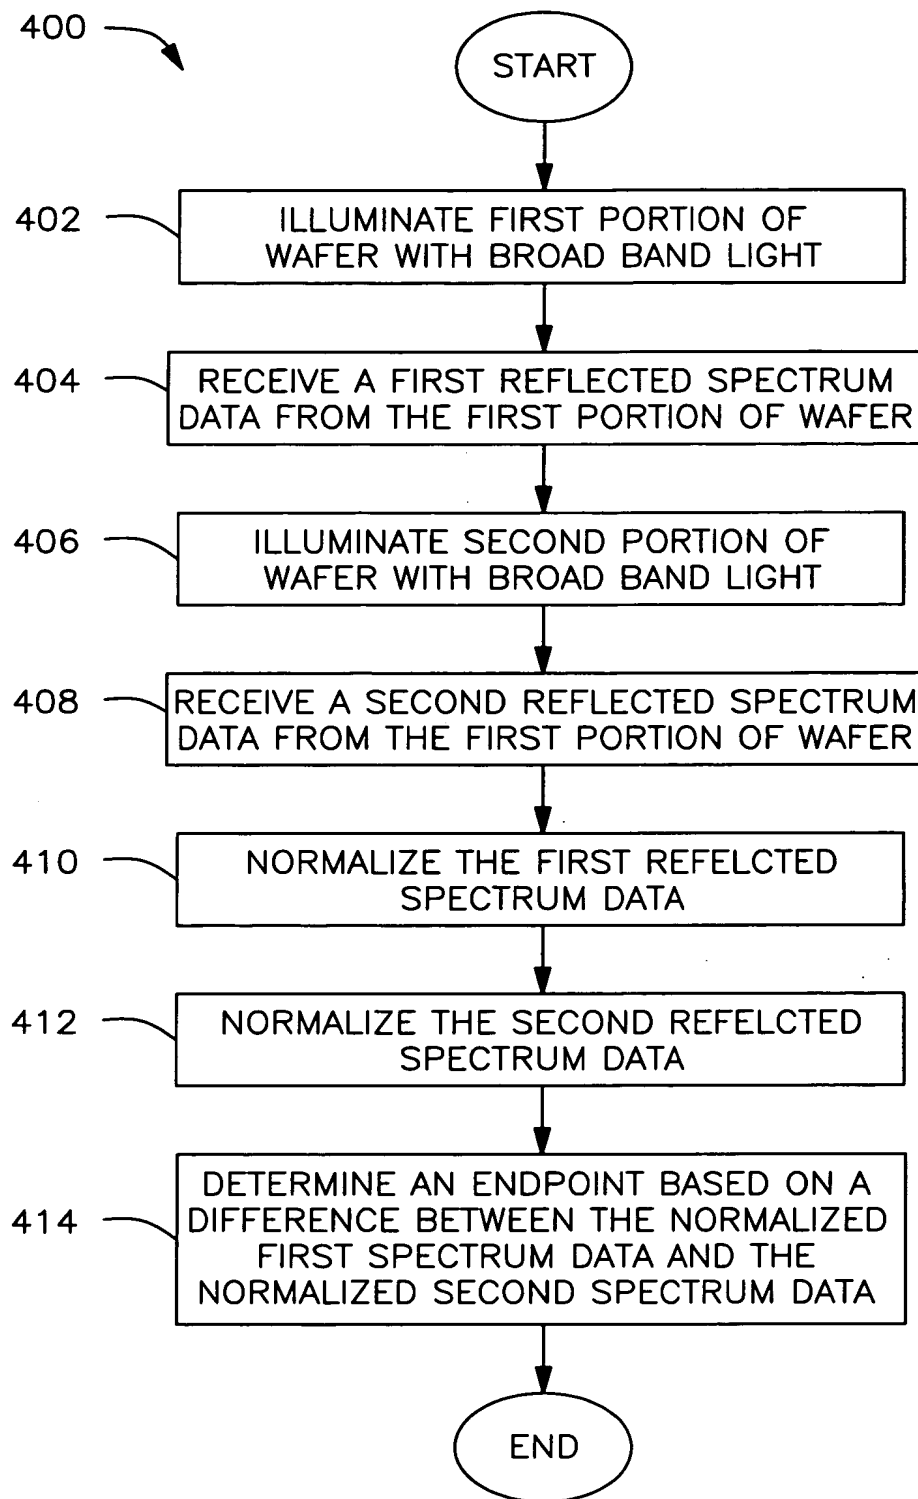 400
START
402
ILLUMINATE FIRST PORTION OF
WAFER WITH BROAD BAND LIGHT
404
RECEIVE A FIRST REFLECTED SPECTRUM
DATA FROM THE FIRST PORTION OF WAFER
406
ILLUMINATE SECOND PORTION OF
WAFER WITH BROAD BAND LIGHT
408
RECEIVE A SECOND REFLECTED SPECTRUM
DATA FROM THE FIRST PORTION OF WAFER
410
NORMALIZE THE FIRST REFELCTED
SPECTRUM DATA
412
NORMALIZE THE SECOND REFELCTED
SPECTRUM DATA
414
DETERMINE AN ENDPOINT BASED ON A
DIFFERENCE BETWEEN THE NORMALIZED
FIRST SPECTRUM DATA AND THE
NORMALIZED SECOND SPECTRUM DATA
END